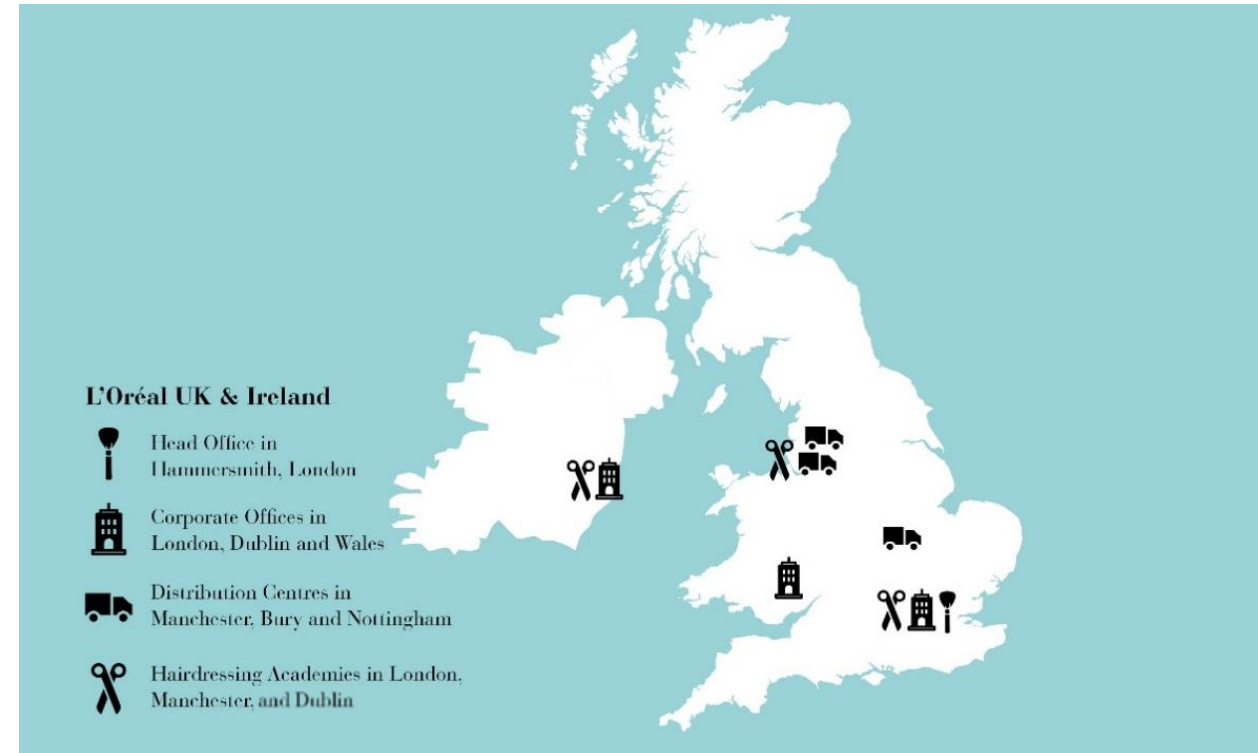 L'Oréal UK & Ireland
Head Office in
Hammersmith, London
Corporate Offices in
London, Dublin and Wales
Distribution Centres in
Manchester, Bury and Nottingham
Hairdressing Academies in London,
Manchester, and Dublin